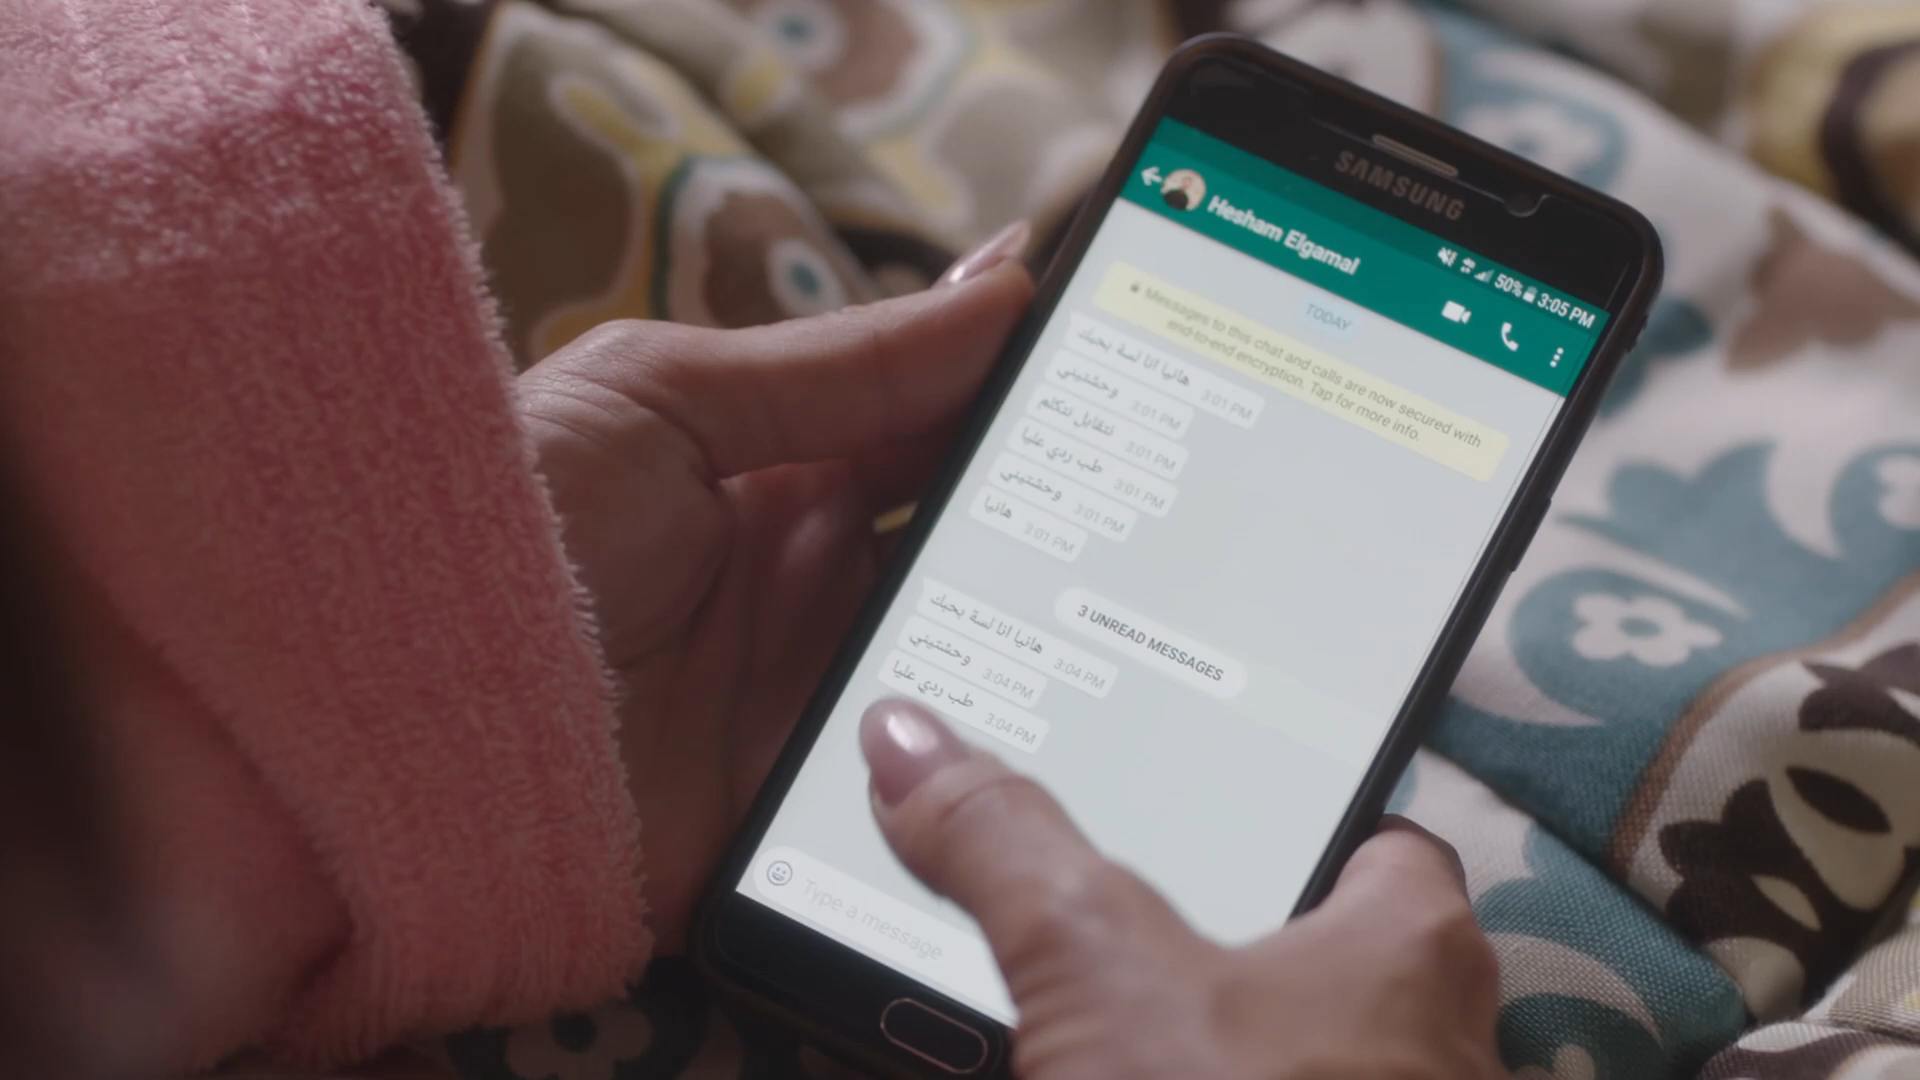 SAMSUNG
50% 3:05 PM
Hesham Elgamal
TODAY
Messages to this chat and calls are now secured with
end-to-end encryption. Tap for more info.
هانيا انا لسة بحبك 3:01 PM
وحشتيني 3:01 PM
نتقابل نتكلم 3:01 PM
طب ردي عليا 3:01 PM
وحشتيني 3:01 PM
هانيا 3:01 PM
3 UNREAD MESSAGES
هانيا انا لسة بحبك 3:04 PM
وحشتيني 3:04 PM
طب ردي عليا 3:04 PM
Type a message